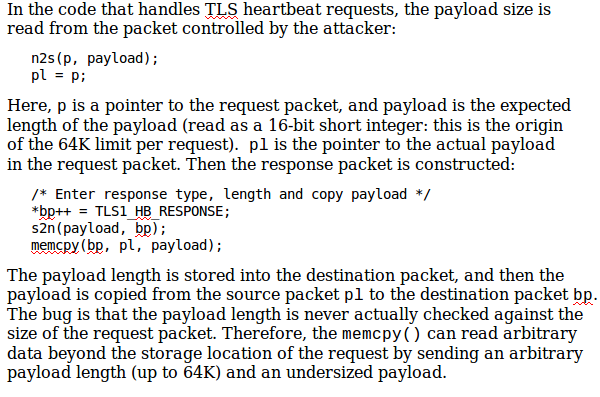 In the code that handles TLS heartbeat requests, the payload size is
read from the packet controlled by the attacker:
n2s(p, payload);
pl = p;
Here, p is a pointer to the request packet, and payload is the expected
length of the payload (read as a 16-bit short integer: this is the origin
of the 64K limit per request). pl is the pointer to the actual payload
in the request packet. Then the response packet is constructed:
/* Enter response type, length and copy payload */
*bp++ = TLS1_HB_RESPONSE;
s2n(payload, bp);
memcpy(bp, pl, payload);
The payload length is stored into the destination packet, and then the
payload is copied from the source packet pl to the destination packet bp.
The bug is that the payload length is never actually checked against the
size of the request packet. Therefore, the memcpy() can read arbitrary
data beyond the storage location of the request by sending an arbitrary
payload length (up to 64K) and an undersized payload.